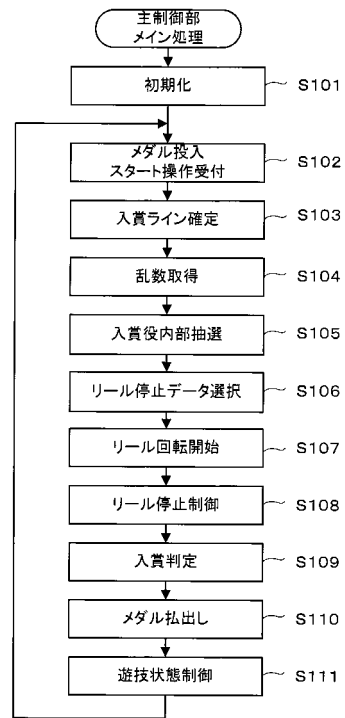 主制御部
メイン処理
初期化
S101
メダル投入
スタート操作受付
S102
入賞ライン確定
S103
乱数取得
S104
入賞役内部抽選
S105
リール停止データ選択
S106
リール回転開始
S107
リール停止制御
S108
入賞判定
S109
メダル払出し
S110
遊技状態制御
S111